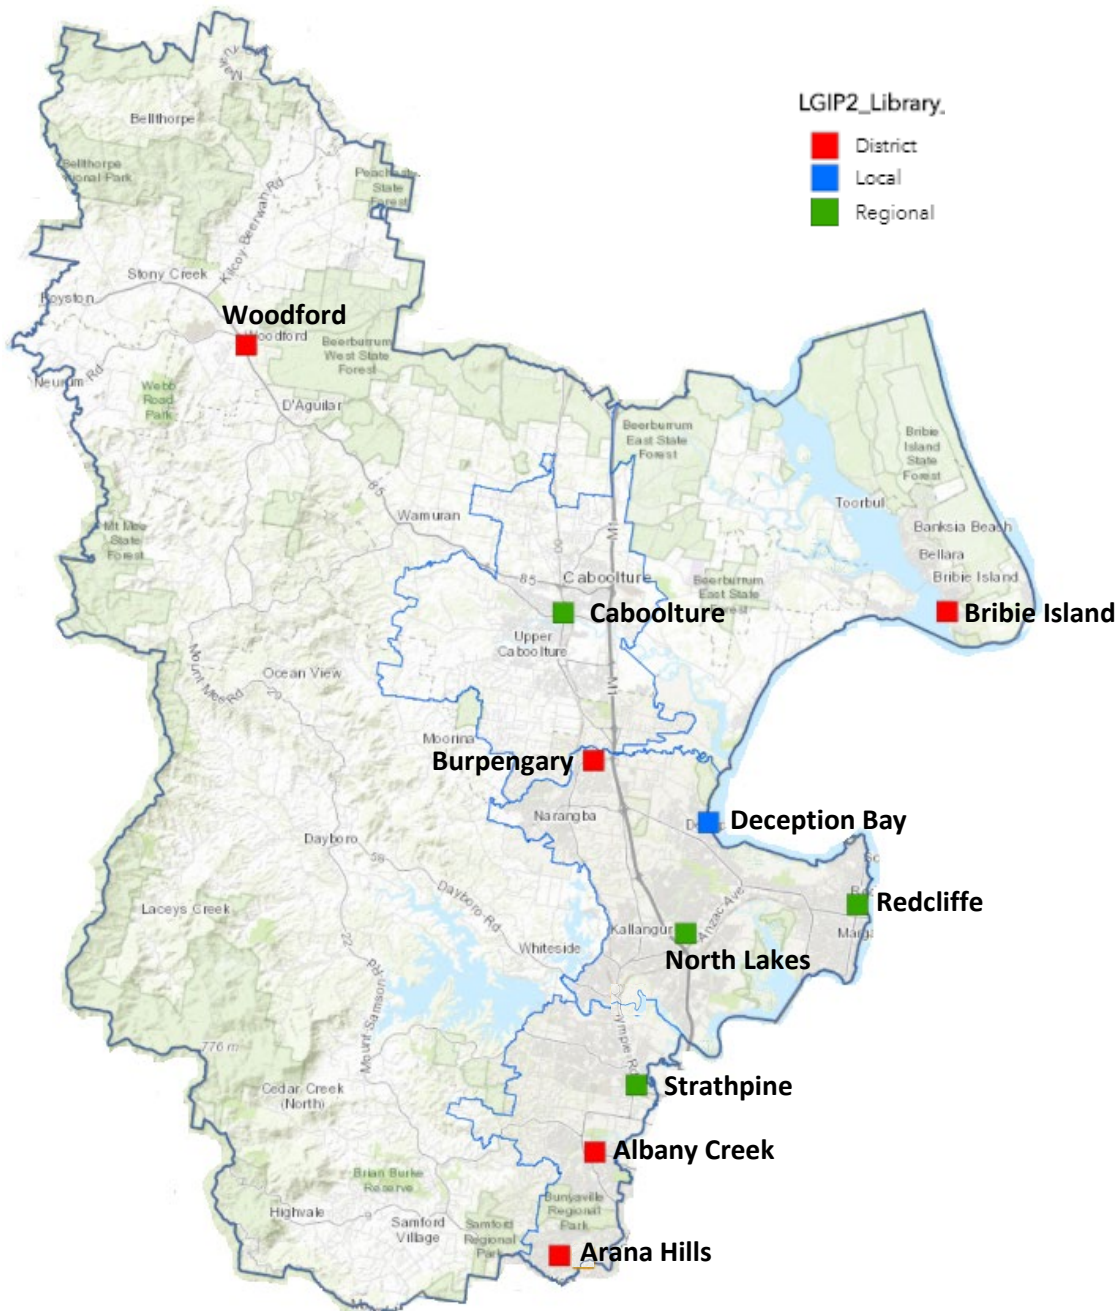 LGIP2_Library_
District
Local
Regional
Bellthorpe
Bellthorpe
State
Forest
Kilcoy Beerwah Rd
Stony Creek
Royston
Woodford
Woodford
Beerburrum
West State
Forest
Neurum Rd
Webb
Road
Park
D'Aguilar
Beerburrum
East State
Forest
Bribie
Island
State
Forest
85
Toorbul
Wamuran
Banksia Beach
Mt Mee
State
Forest
M1
Bellara
85
Caboolture
Beerburrum
East State
Forest
Bribie Island
Caboolture
Bribie Island
Upper
Caboolture
Mount Mee Rd
Ocean View
29
M1
Moorina
Burpengary
Narangba
Deception Bay
Dayboro
58
Dayboro Rd
Laceys Creek
Anzac Ave
Redcliffe
22
Whiteside
Kallangur
North Lakes
Mount Samson Rd
776 m
Cedar Creek
(North)
Strathpine
Albany Creek
Brian Burke
Reserve
Bunyaville
Regional
Park
Highvale
Samford
Village
Samford
Regional
Park
Arana Hills